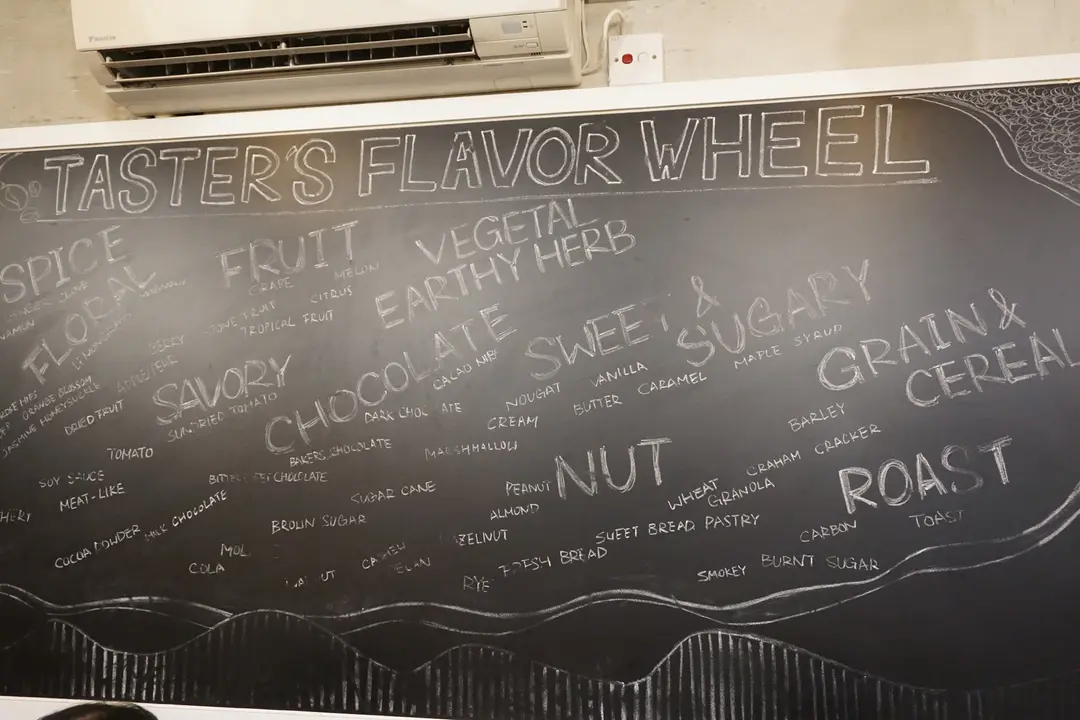 DAIKIN
TASTER'S FLAVOR WHEEL
SPICE
FLORAL
ORANGE BLOSSOM
JASMINE HONEYSUCKLE
FRUIT
GRAPE
MELON
CITRUS
STONE FRUIT
TROPICAL FRUIT
BERRY
DRIED FRUIT
VEGETAL
EARTHY HERB
SAVORY
SUNDRIED TOMATO
TOMATO
SOY SAUCE
MEAT-LIKE
CHOCOLATE
CACAO NIBS
DARK CHOCOLATE
BAKERS CHOCOLATE
BITTERSWEET CHOCOLATE
MILK CHOCOLATE
COCOA POWDER
SWEET & SUGARY
MAPLE SYRUP
VANILLA
NOUGAT
CARAMEL
BUTTER
CREAM
MARSHMALLOW
SUGAR CANE
BROWN SUGAR
COLA
NUT
PEANUT
ALMOND
CASHEW
GRAIN &
CEREAL
BARLEY
GRAHAM CRACKER
GRANOLA
WHEAT
SWEET BREAD PASTRY
FRESH BREAD
RYE
ROAST
TOAST
CARBON
BURNT SUGAR
SMOKEY